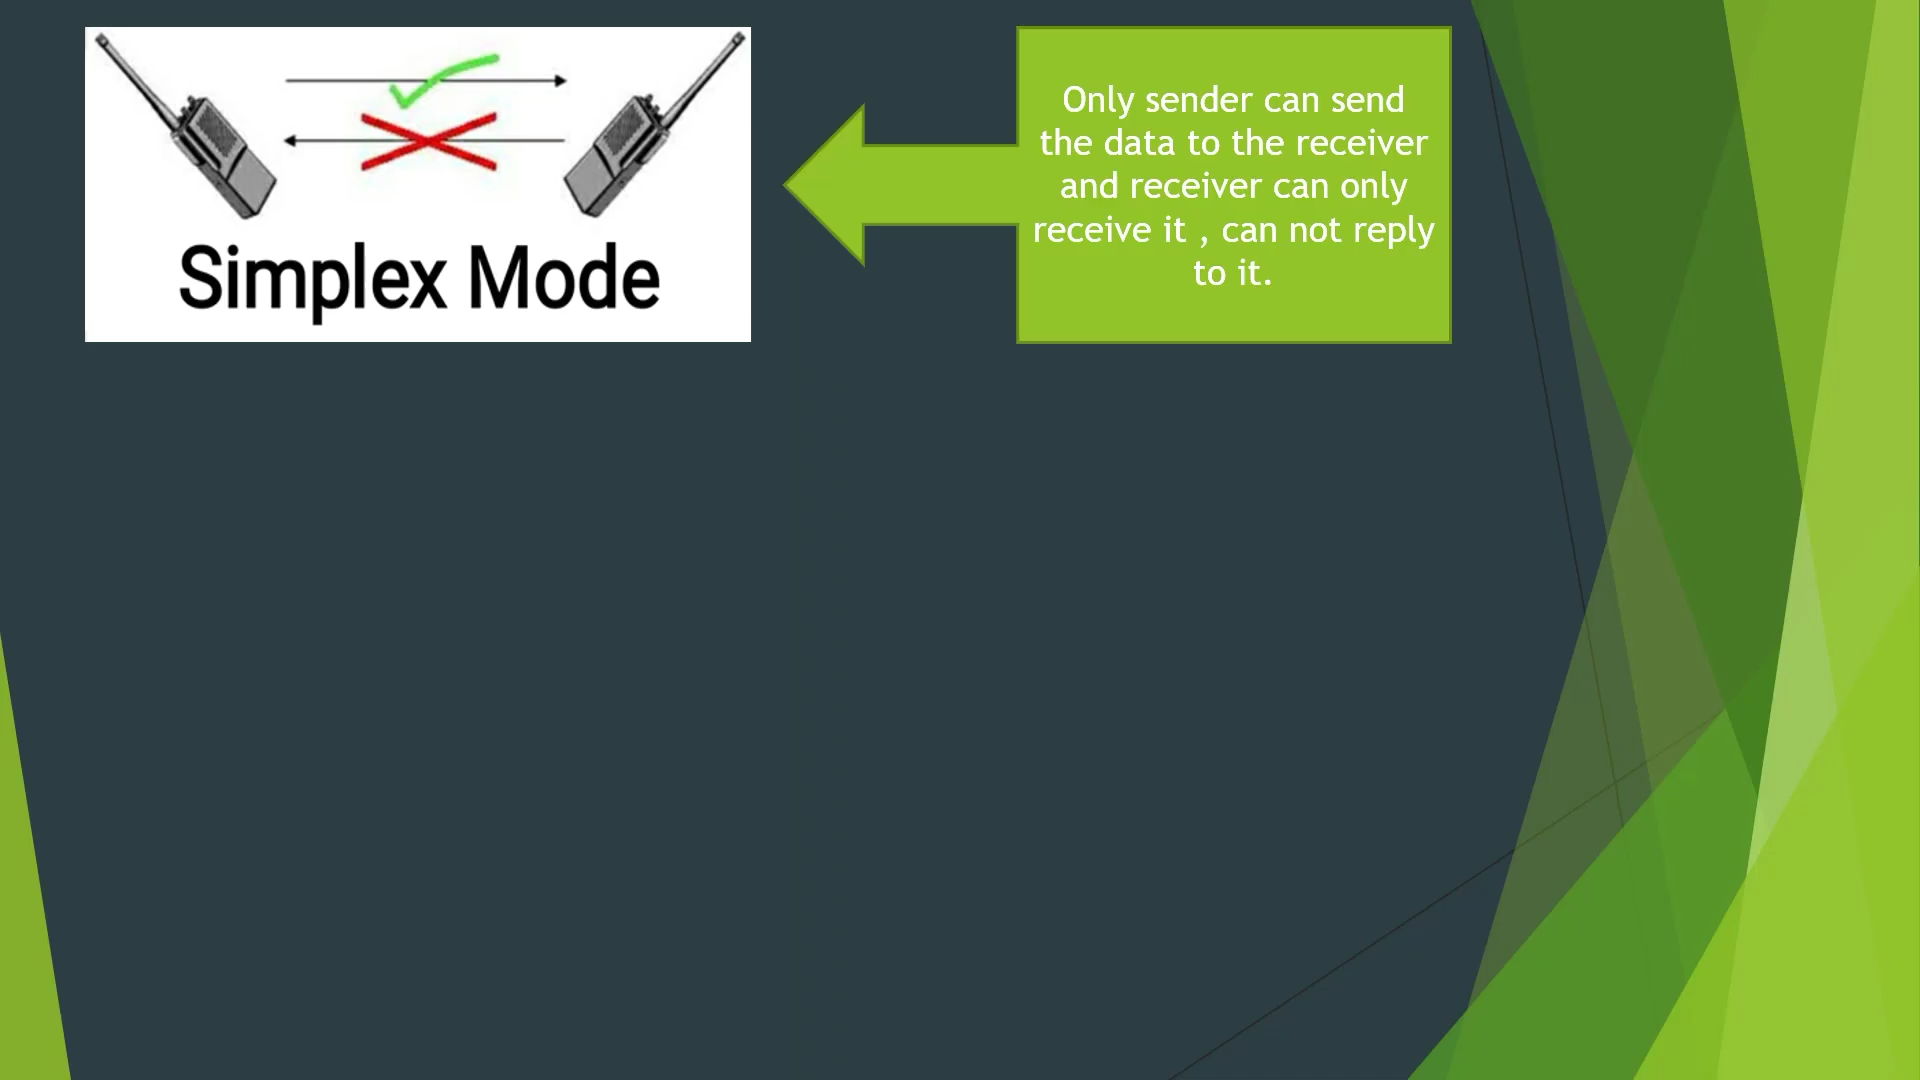 Simplex Mode
Only sender can send
the data to the receiver
and receiver can only
receive it , can not reply
to it.